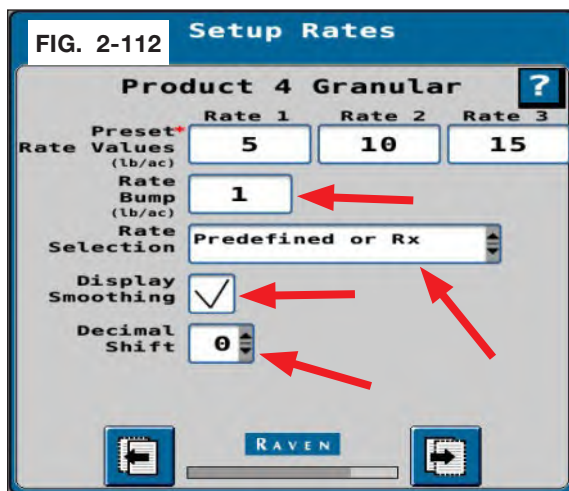 FIG. 2-112
Setup Rates
Product 4 Granular
?
Rate 1 Rate 2 Rate 3
Preset*
Rate Values
(lb/ac)
5 10 15
Rate
Bump
(lb/ac)
1
Rate
Selection
Predefined or Rx
Display
Smoothing
Decimal
Shift
0
RAVEN